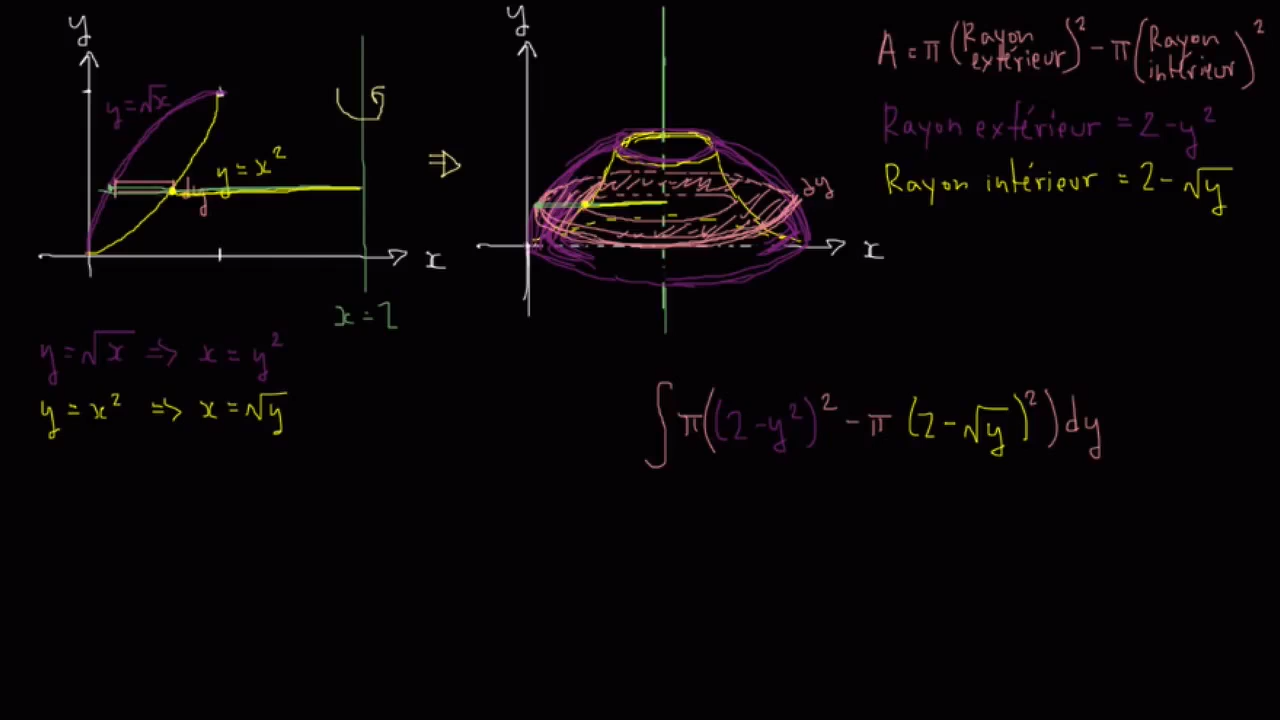 y
y = √x
y = x²
dy
x
x = 2
⇒
y
dy
x
A = π (Rayon extérieur)² − π (Rayon intérieur)²
Rayon extérieur = 2 − y²
Rayon intérieur = 2 − √y
y = √x ⇒ x = y²
y = x² ⇒ x = √y
∫ π((2 − y²)² − π (2 − √y)²) dy